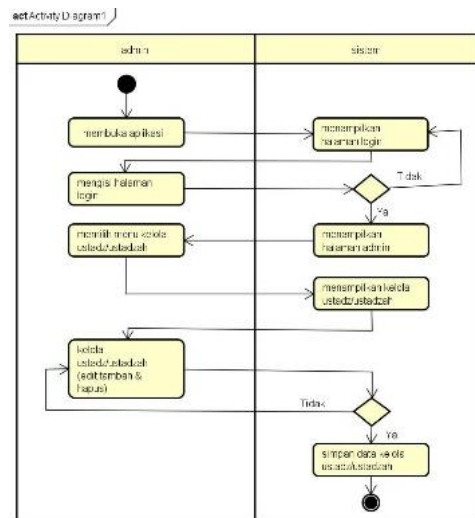 act Activity Diagram1
admin
sistem
membuka aplikasi
menampilkan
halaman login
mengisi halaman
login
Tidak
Ya
memilih menu kelola
ustadz/ustadzah
menampilkan
halaman admin
menampilkan kelola
ustadz/ustadzah
kelola
ustadz/ustadzah
(edit tambah &
hapus)
Tidak
Ya
simpan data kelola
ustadz/ustadzah